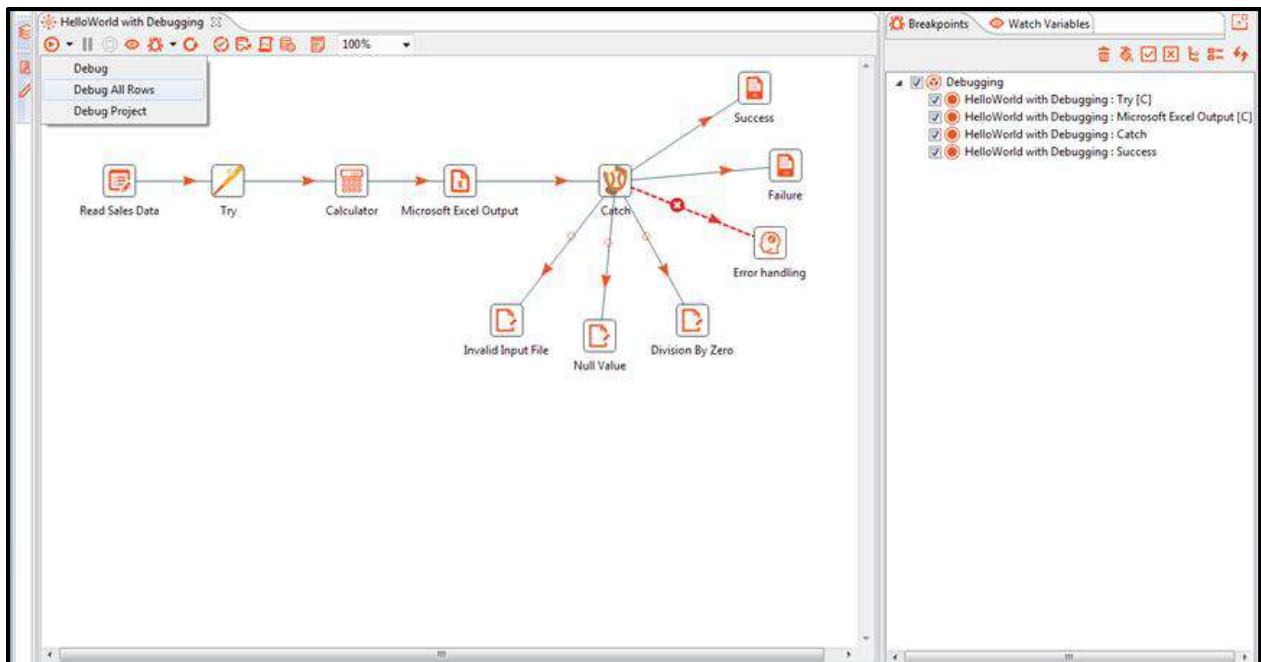 HelloWorld with Debugging
100%
Debug
Debug All Rows
Debug Project
Success
Failure
Read Sales Data
Try
Calculator
Microsoft Excel Output
Catch
Error handling
Invalid Input File
Null Value
Division By Zero
Breakpoints
Watch Variables
Debugging
HelloWorld with Debugging : Try [C]
HelloWorld with Debugging : Microsoft Excel Output [C]
HelloWorld with Debugging : Catch
HelloWorld with Debugging : Success